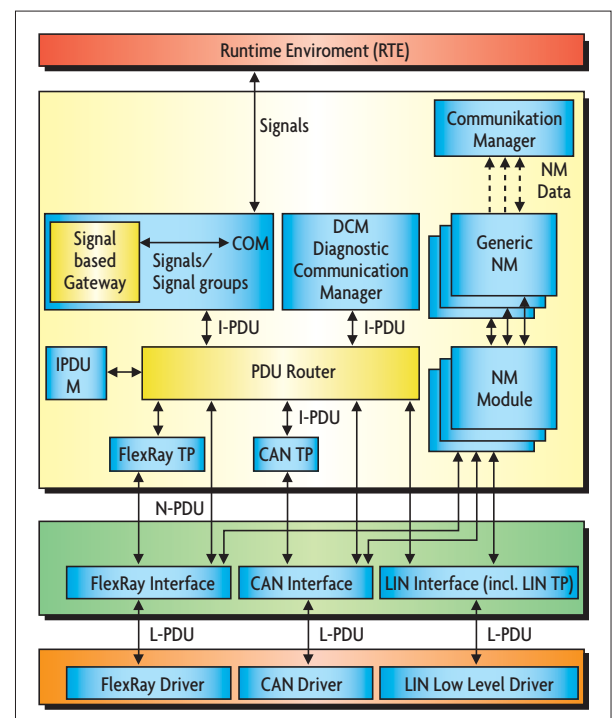 Runtime Enviroment (RTE)
Signals
Communikation
Manager
NM
Data
Signal
based
Gateway
Signals/
Signal groups
COM
DCM
Diagnostic
Communication
Manager
Generic
NM
I-PDU
I-PDU
IPDU
M
PDU Router
NM
Module
I-PDU
FlexRay TP
CAN TP
N-PDU
FlexRay Interface
CAN Interface
LIN Interface (incl. LIN TP)
L-PDU
L-PDU
L-PDU
FlexRay Driver
CAN Driver
LIN Low Level Driver